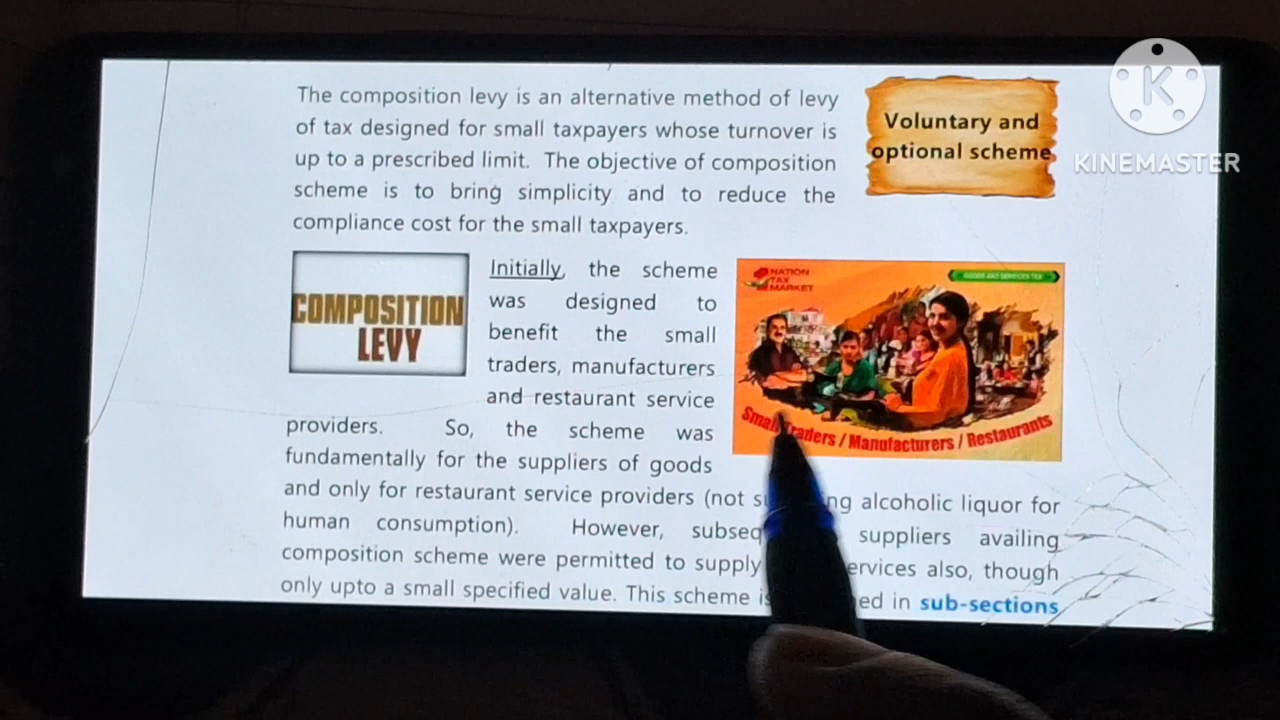 The composition levy is an alternative method of levy
of tax designed for small taxpayers whose turnover is
up to a prescribed limit. The objective of composition
scheme is to bring simplicity and to reduce the
compliance cost for the small taxpayers.
Voluntary and
optional scheme
KINEMASTER
COMPOSITION
LEVY
Initially, the scheme
was designed to
benefit the small
traders, manufacturers
and restaurant service
providers. So, the scheme was
fundamentally for the suppliers of goods
and only for restaurant service providers (not alcoholic liquor for
human consumption). However, suppliers availing
composition scheme were permitted to supply also, though
only upto a small specified value. This scheme in sub-sections
NATION
TAX
MARKET
GOODS AND SERVICES TAX
Small Traders / Manufacturers / Restaurants